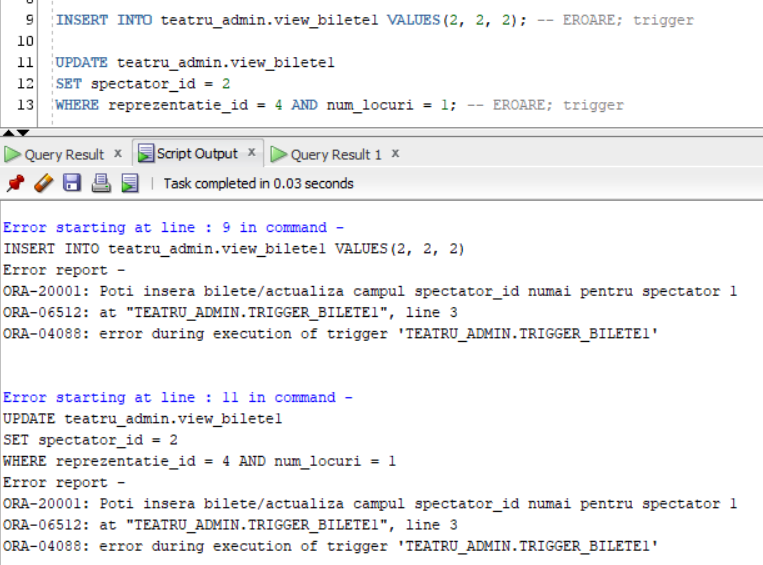 9 INSERT INTO teatru_admin.view_bilete1 VALUES(2, 2, 2); -- EROARE; trigger
10
11 UPDATE teatru_admin.view_bilete1
12 SET spectator_id = 2
13 WHERE reprezentatie_id = 4 AND num_locuri = 1; -- EROARE; trigger
Query Result x Script Output x Query Result 1 x
Task completed in 0.03 seconds
Error starting at line : 9 in command -
INSERT INTO teatru_admin.view_bilete1 VALUES(2, 2, 2)
Error report -
ORA-20001: Poti insera bilete/actualiza campul spectator_id numai pentru spectator 1
ORA-06512: at "TEATRU_ADMIN.TRIGGER_BILETE1", line 3
ORA-04088: error during execution of trigger 'TEATRU_ADMIN.TRIGGER_BILETE1'
Error starting at line : 11 in command -
UPDATE teatru_admin.view_bilete1
SET spectator_id = 2
WHERE reprezentatie_id = 4 AND num_locuri = 1
Error report -
ORA-20001: Poti insera bilete/actualiza campul spectator_id numai pentru spectator 1
ORA-06512: at "TEATRU_ADMIN.TRIGGER_BILETE1", line 3
ORA-04088: error during execution of trigger 'TEATRU_ADMIN.TRIGGER_BILETE1'